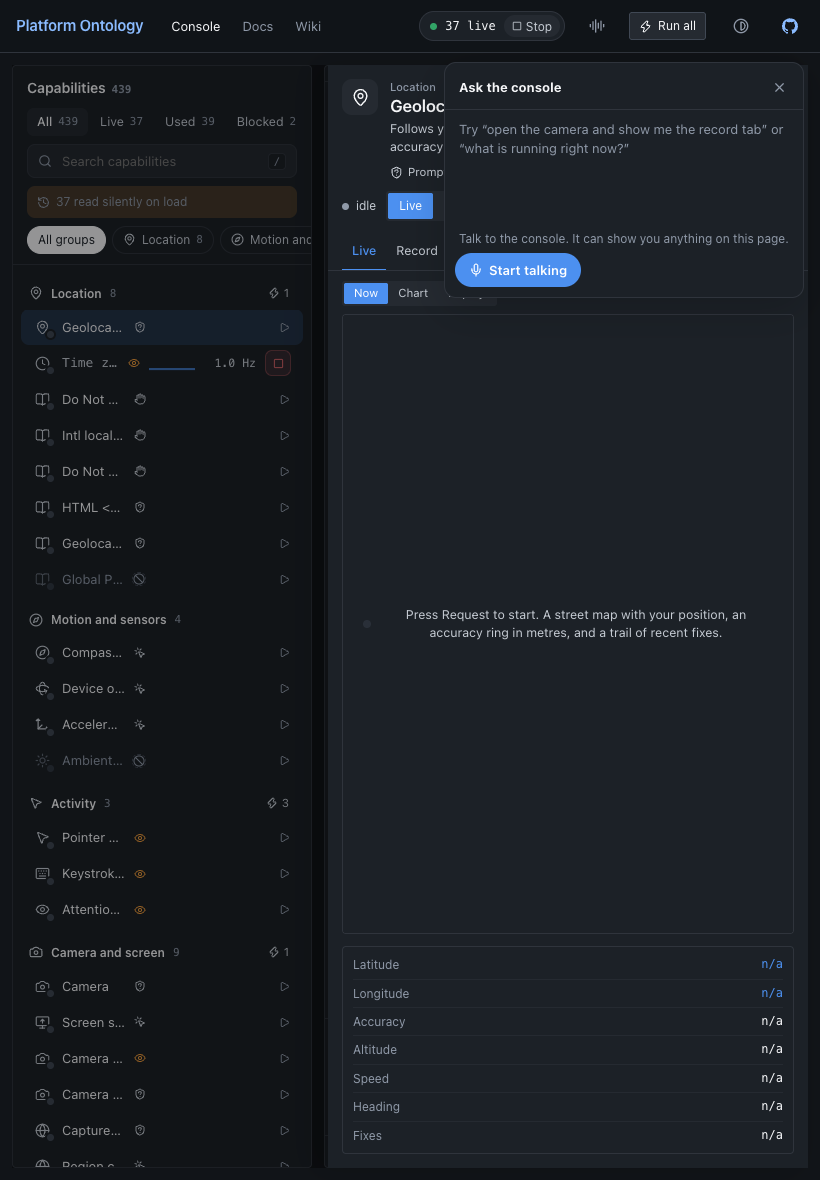 Platform Ontology
Console
Docs
Wiki
37 live
Stop
Run all
Capabilities 439
All 439
Live 37
Used 39
Blocked 2
Search capabilities /
37 read silently on load
All groups
Location 8
Motion and
Location 8
1
Geoloca...
Time z... 1.0 Hz
Do Not ...
Intl local...
Do Not ...
HTML <...
Geoloca...
Global P...
Motion and sensors 4
Compas...
Device o...
Acceler...
Ambient...
Activity 3
3
Pointer ...
Keystrok...
Attentio...
Camera and screen 9
1
Camera
Screen s...
Camera ...
Camera ...
Capture...
Region c...
Location
Geoloc
Follows y
accuracy
Promp
idle
Live
Live
Record
Ask the console
Try “open the camera and show me the record tab” or
“what is running right now?”
Talk to the console. It can show you anything on this page.
Start talking
Now
Chart
Press Request to start. A street map with your position, an
accuracy ring in metres, and a trail of recent fixes.
Latitude n/a
Longitude n/a
Accuracy n/a
Altitude n/a
Speed n/a
Heading n/a
Fixes n/a